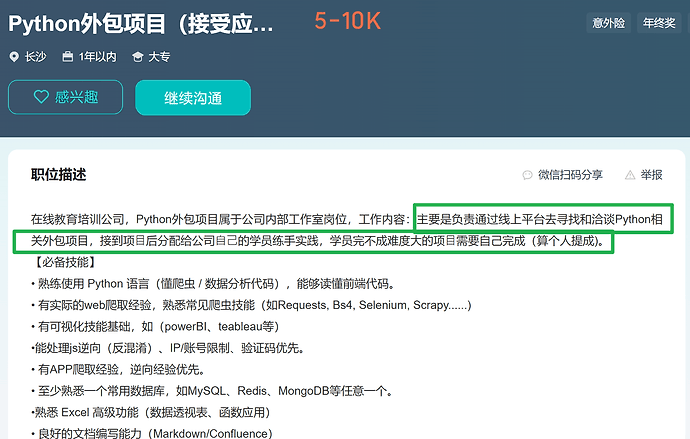 Python外包项目（接受应...
5-10K
意外险
年终奖
长沙
1年以内
大专
感兴趣
继续沟通
职位描述
微信扫码分享
举报
在线教育培训公司，Python外包项目属于公司内部工作室岗位，工作内容：主要是负责通过线上平台去寻找和洽谈Python相
关外包项目，接到项目后分配给公司自己的学员练手实践，学员完不成难度大的项目需要自己完成（算个人提成)。
【必备技能】
• 熟练使用 Python 语言（懂爬虫 / 数据分析代码），能够读懂前端代码。
• 有实际的web爬取经验，熟悉常见爬虫技能（如Requests, Bs4, Selenium, Scrapy......)
• 有可视化技能基础，如（powerBI、teableau等）
•能处理js逆向（反混淆）、IP/账号限制、验证码优先。
• 有APP爬取经验，逆向经验优先。
• 至少熟悉一个常用数据库，如MySQL、Redis、MongoDB等任意一个。
•熟悉 Excel 高级功能（数据透视表、函数应用）
• 良好的文档编写能力（Markdown/Confluence）